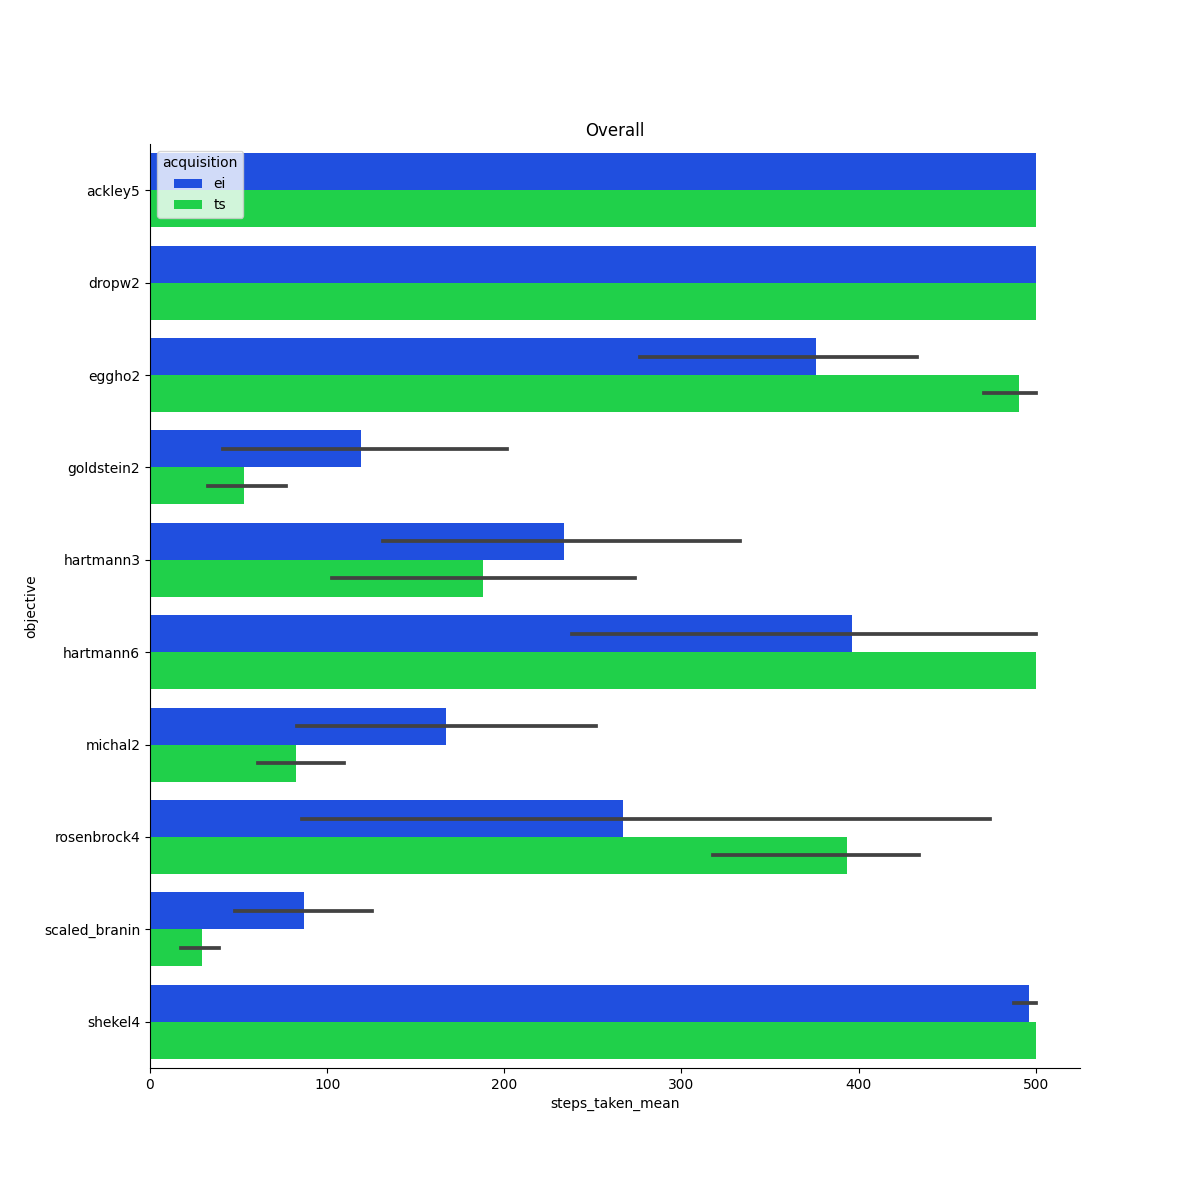 Overall
acquisition
ei
ts
ackley5
dropw2
eggho2
goldstein2
hartmann3
hartmann6
michal2
rosenbrock4
scaled_branin
shekel4
objective
0 100 200 300 400 500
steps_taken_mean